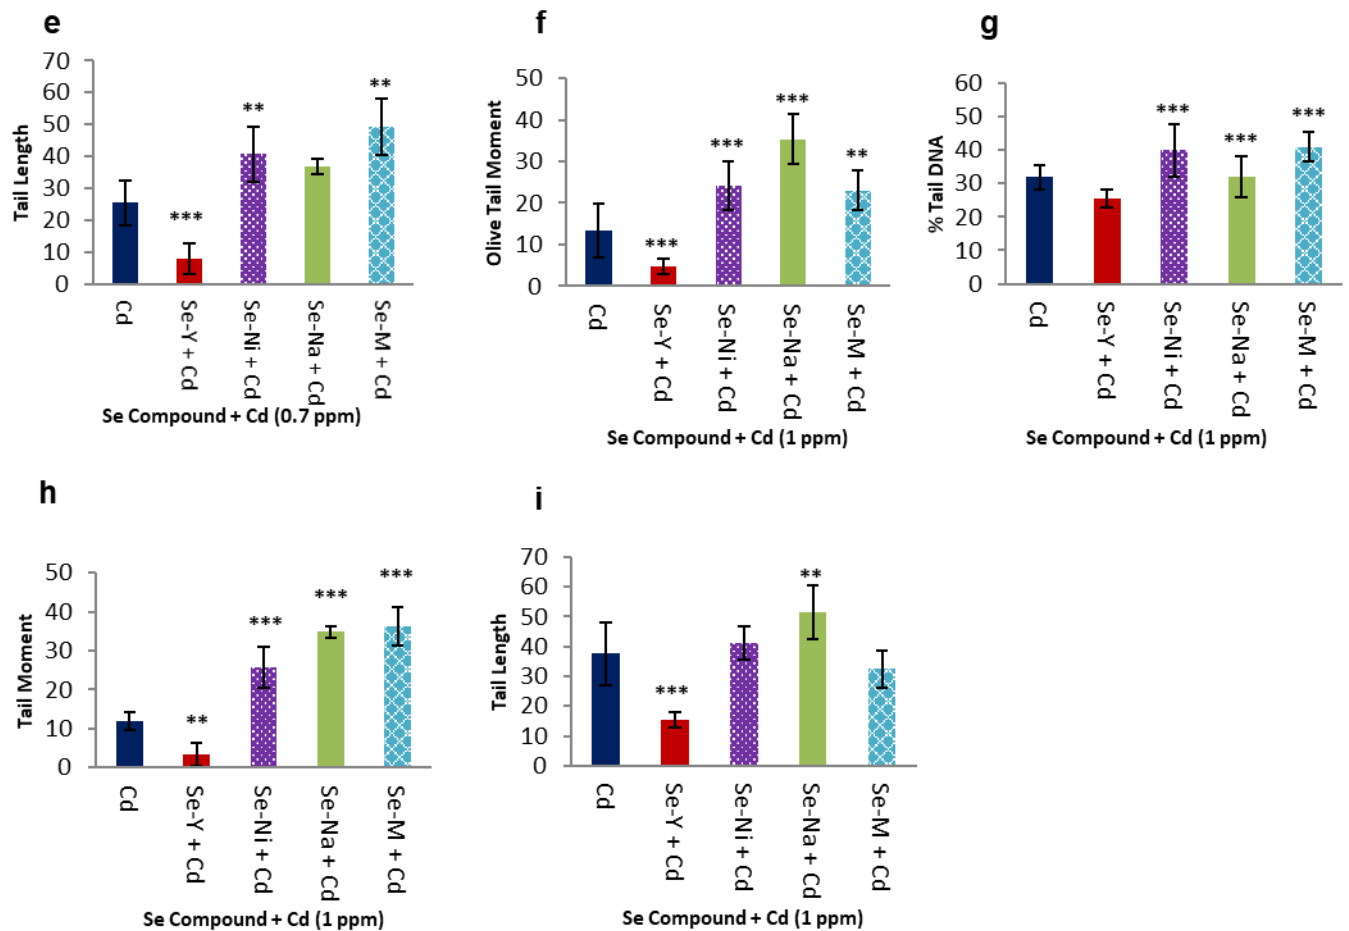 e
Tail Length
70
60
50
40
30
20
10
0
**
**
***
Cd
Se-Y + Cd
Se-Ni + Cd
Se-Na + Cd
Se-M + Cd
Se Compound + Cd (0.7 ppm)
f
Olive Tail Moment
50
40
30
20
10
0
***
***
***
**
Cd
Se-Y + Cd
Se-Ni + Cd
Se-Na + Cd
Se-M + Cd
Se Compound + Cd (1 ppm)
g
% Tail DNA
60
50
40
30
20
10
0
***
***
***
Cd
Se-Y + Cd
Se-Ni + Cd
Se-Na + Cd
Se-M + Cd
Se Compound + Cd (1 ppm)
h
Tail Moment
50
40
30
20
10
0
**
***
***
***
Cd
Se-Y + Cd
Se-Ni + Cd
Se-Na + Cd
Se-M + Cd
Se Compound + Cd (1 ppm)
i
Tail Length
70
60
50
40
30
20
10
0
***
**
Cd
Se-Y + Cd
Se-Ni + Cd
Se-Na + Cd
Se-M + Cd
Se Compound + Cd (1 ppm)